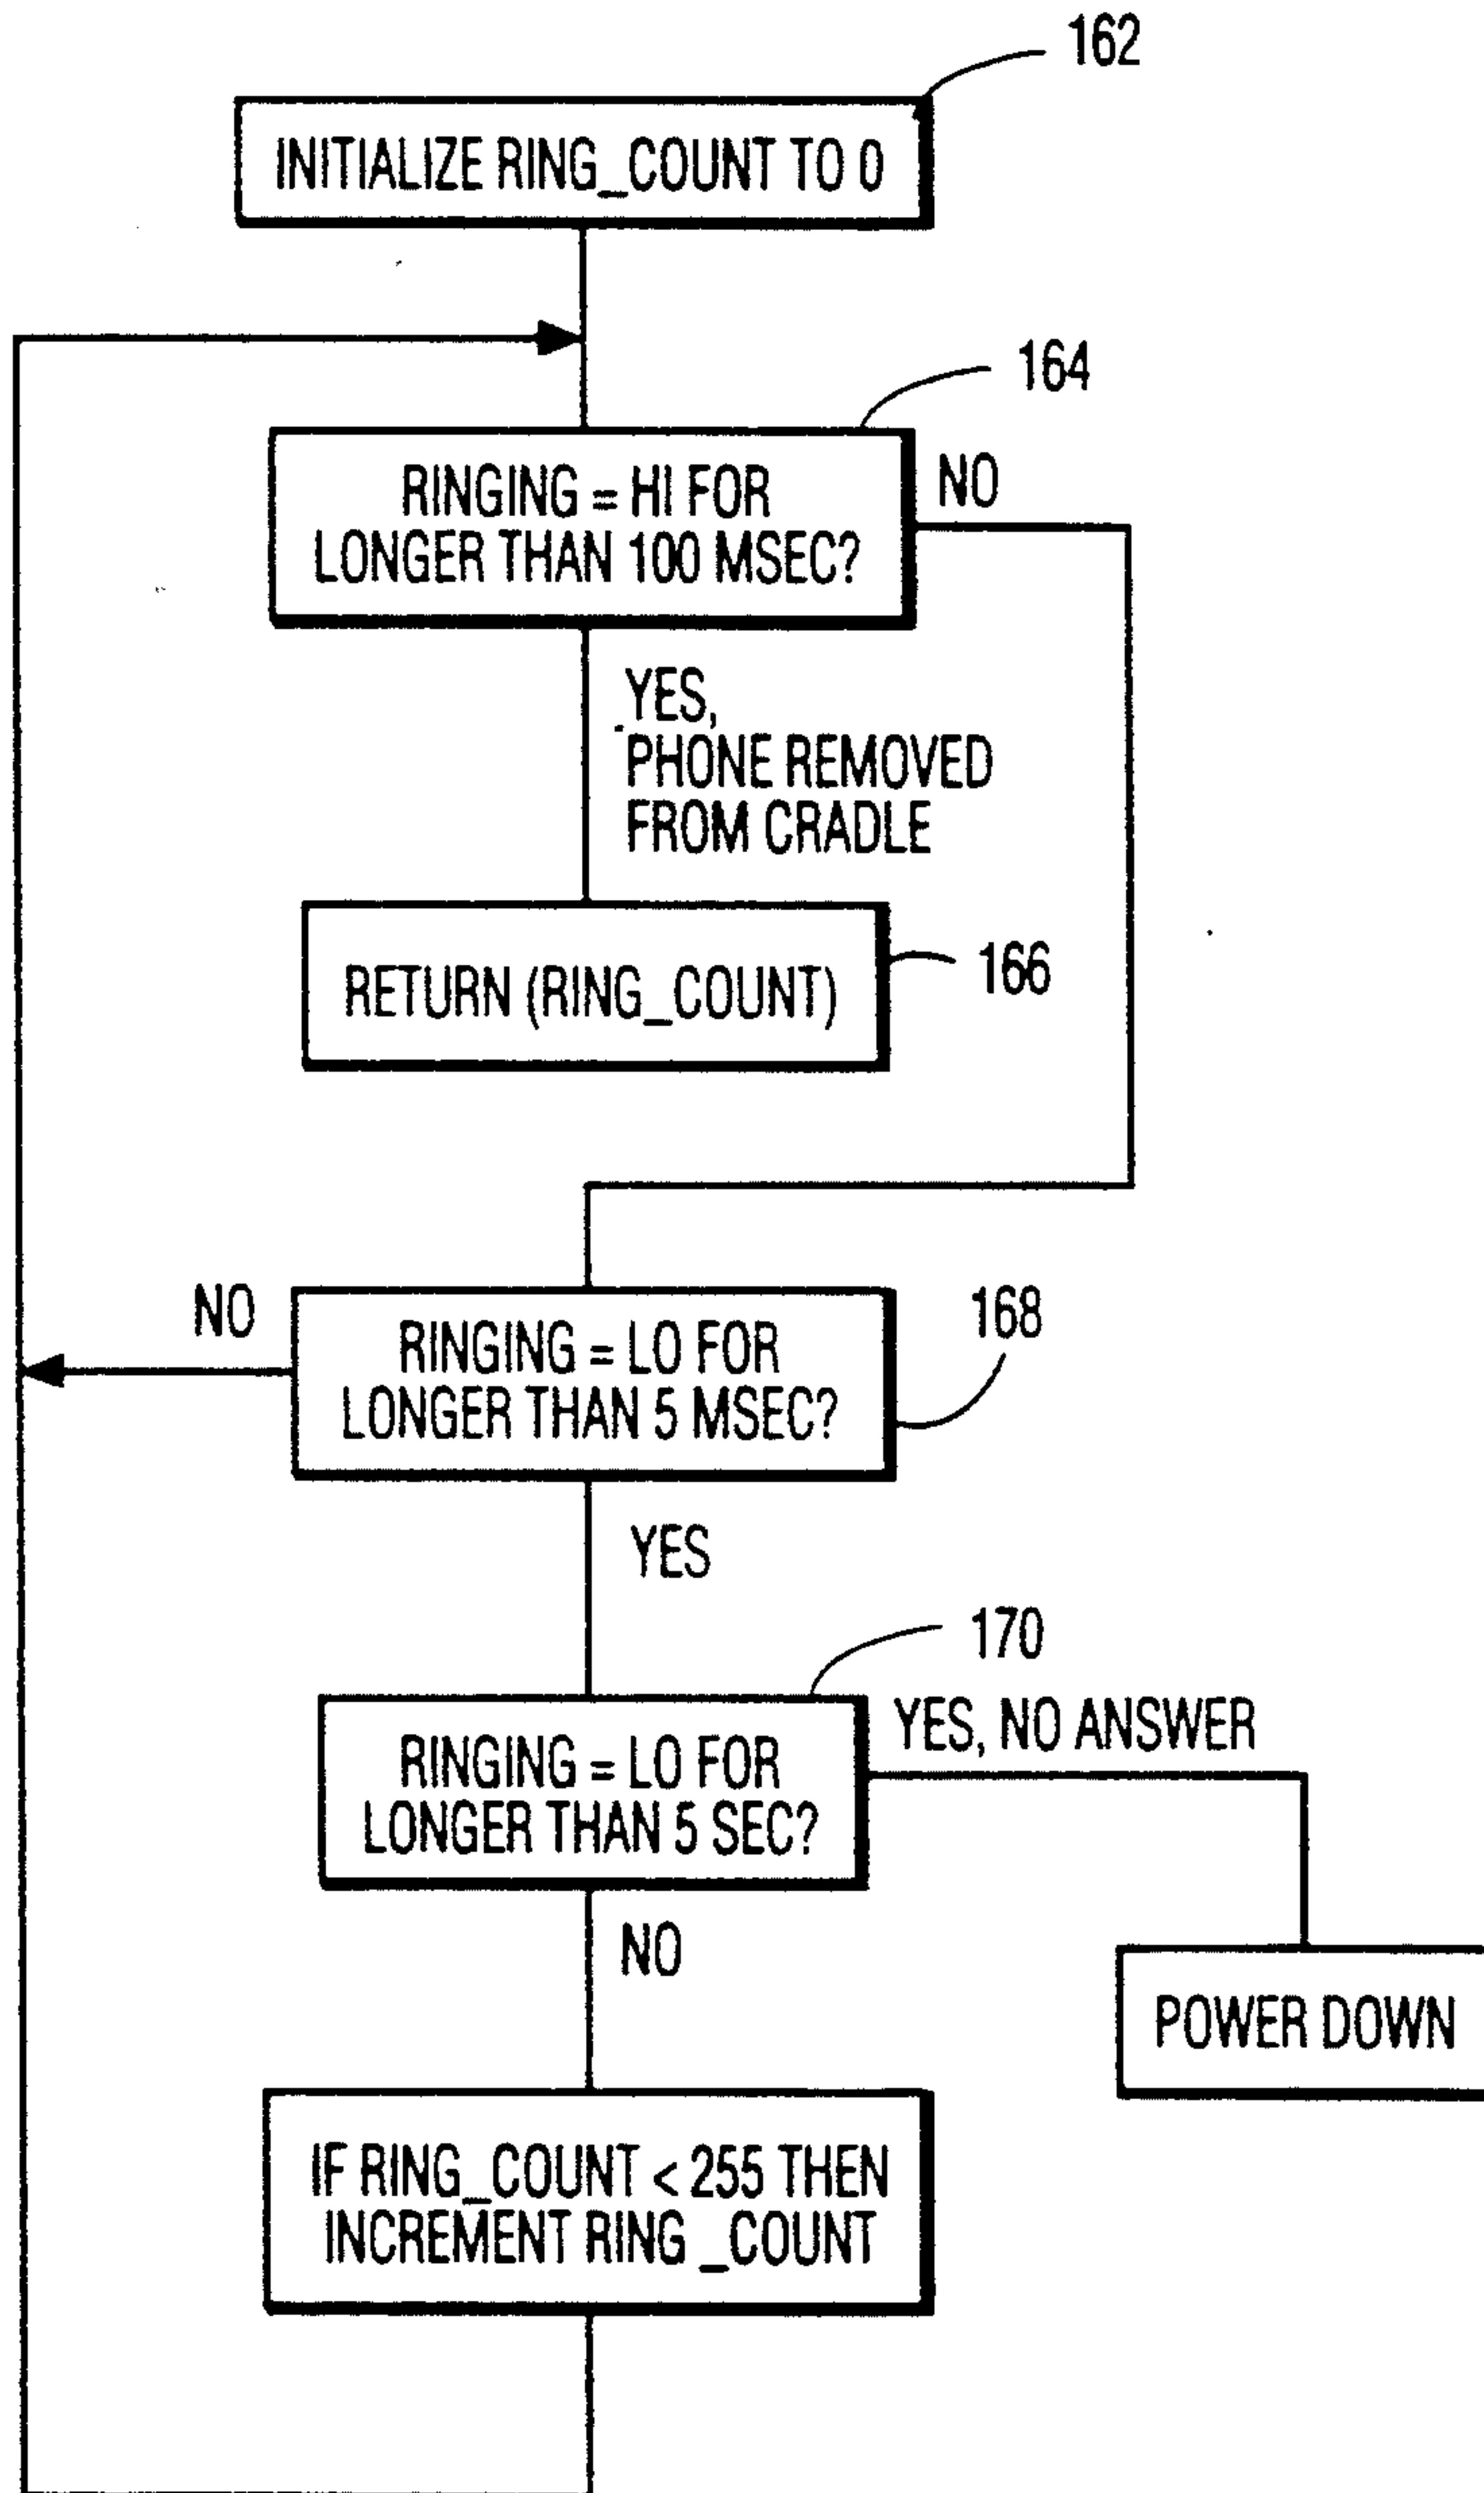 162
INITIALIZE RING_COUNT TO 0
164
RINGING = HI FOR
LONGER THAN 100 MSEC?
NO
YES,
PHONE REMOVED
FROM CRADLE
RETURN (RING_COUNT)
166
NO
RINGING = LO FOR
LONGER THAN 5 MSEC?
168
YES
170
RINGING = LO FOR
LONGER THAN 5 SEC?
YES, NO ANSWER
NO
POWER DOWN
IF RING_COUNT < 255 THEN
INCREMENT RING_COUNT